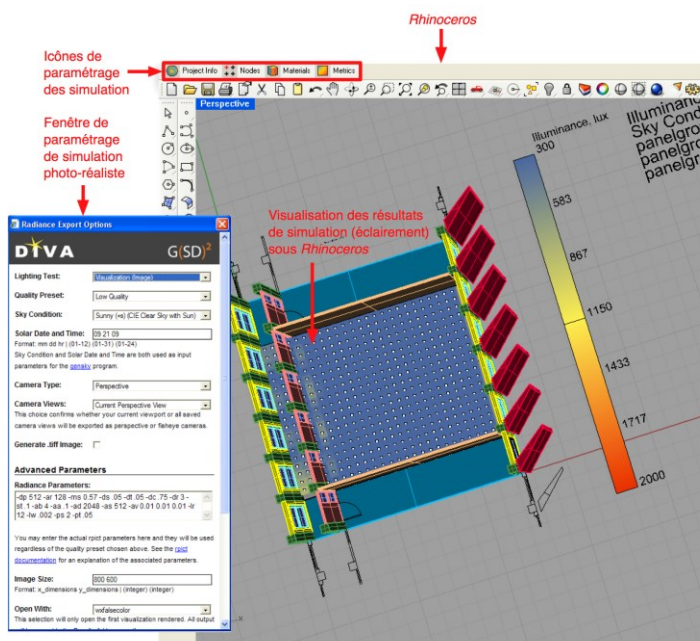 Rhinoceros
Icônes de
paramétrage
des simulation
Project Info
Nodes
Materials
Metrics
Perspective
Fenêtre de
paramétrage
de simulation
photo-réaliste
Visualisation des résultats
de simulation (éclairement)
sous Rhinoceros
Illuminance, lux
300
583
867
1150
1433
1717
2000
Illuminanc
Sky Cond
panelgro
panelgro
panelgro
Radiance Export Options
DIVA
G(SD)²
Lighting Test: Visualization (Image)
Quality Preset: Low Quality
Sky Condition: Sunny (+s) (CIE Clear Sky with Sun)
Solar Date and Time: 09 21 09
Format: mm dd hr | (01-12) (01-31) (01-24)
Sky Condition and Solar Date and Time are both used as input
parameters for the gensky program.
Camera Type: Perspective
Camera Views: Current Perspective View
This choice confirms whether your current viewport or all saved
camera views will be exported as perspective or fisheye cameras.
Generate .tiff Image:
Advanced Parameters
Radiance Parameters:
-dp 512 -ar 128 -ms 0.57 -ds .05 -dt .05 -dc .75 -dr 3 -
st .1 -ab 4 -aa .1 -ad 2048 -as 512 -av 0.01 0.01 0.01 -lr
12 -lw .002 -ps 2 -pt .05
You may enter the actual rpict parameters here and they will be used
regardless of the quality preset chosen above. See the rpict
documentation for an explanation of the associated parameters.
Image Size: 800 600
Format: x_dimensions y_dimensions | (integer) (integer)
Open With: wxfalsecolor
This selection will only open the first visualization rendered. All output
x